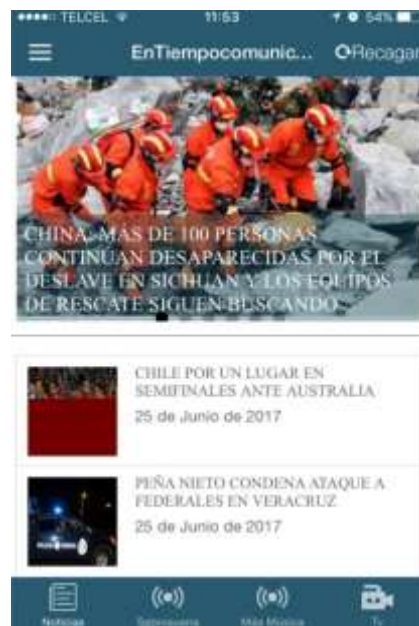 TELCEL 11:53 54%
EnTiempocomunic... Recagar
CHINA: MÁS DE 100 PERSONAS
CONTINÚAN DESAPARECIDAS POR EL
DESLAVE EN SICHUAN Y LOS EQUIPOS
DE RESCATE SIGUEN BUSCANDO
CHILE POR UN LUGAR EN
SEMIFINALES ANTE AUSTRALIA
25 de Junio de 2017
PEÑA NIETO CONDENA ATAQUE A
FEDERALES EN VERACRUZ
25 de Junio de 2017
Noticias Más Música Tv